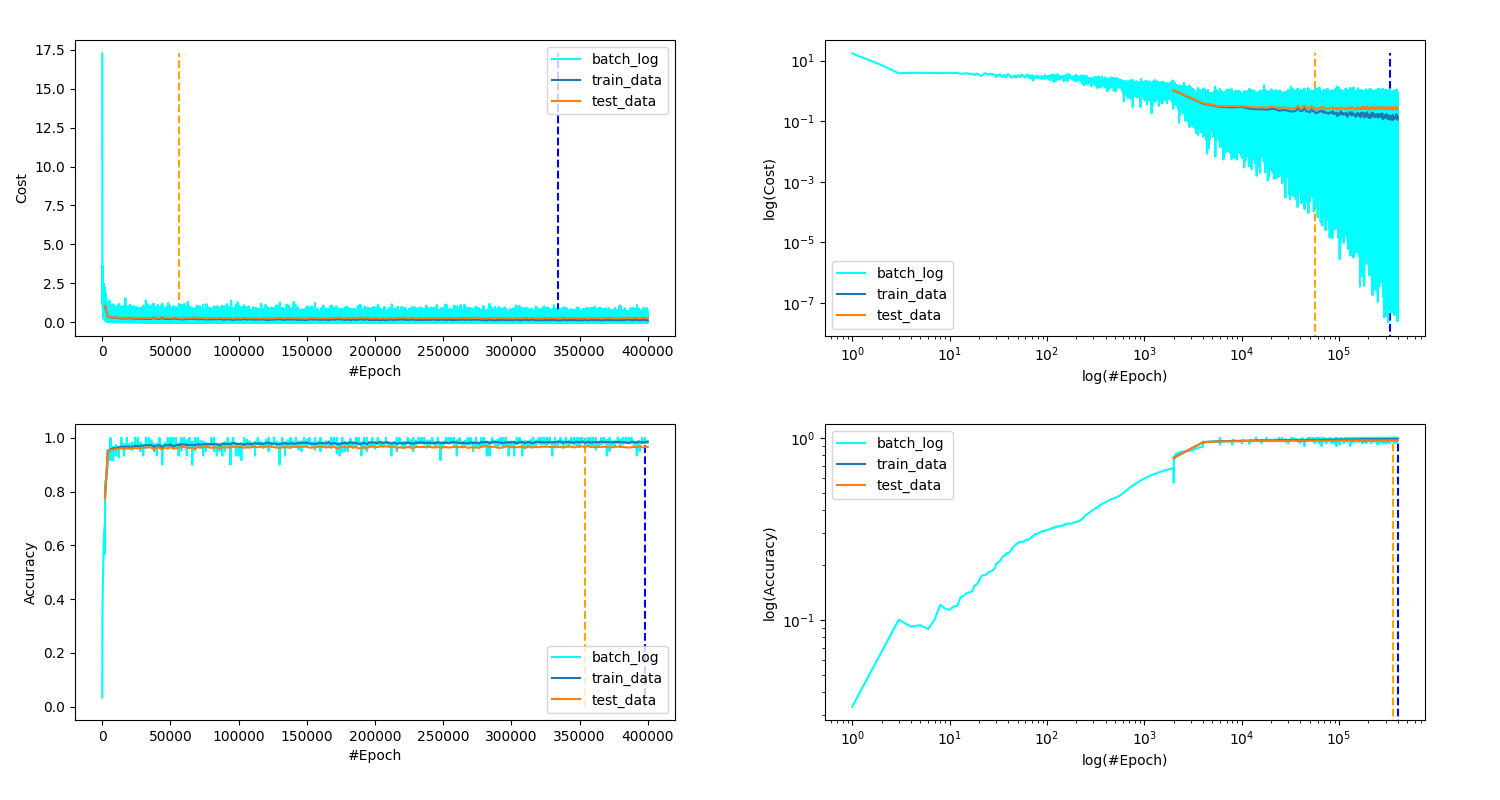 17.5
15.0
12.5
10.0
7.5
5.0
2.5
0.0
Cost
batch_log
train_data
test_data
0 50000 100000 150000 200000 250000 300000 350000 400000
#Epoch
10^1
10^-1
10^-3
10^-5
10^-7
log(Cost)
batch_log
train_data
test_data
10^0 10^1 10^2 10^3 10^4 10^5
log(#Epoch)
1.0
0.8
0.6
0.4
0.2
0.0
Accuracy
batch_log
train_data
test_data
0 50000 100000 150000 200000 250000 300000 350000 400000
#Epoch
10^0
10^-1
log(Accuracy)
batch_log
train_data
test_data
10^0 10^1 10^2 10^3 10^4 10^5
log(#Epoch)